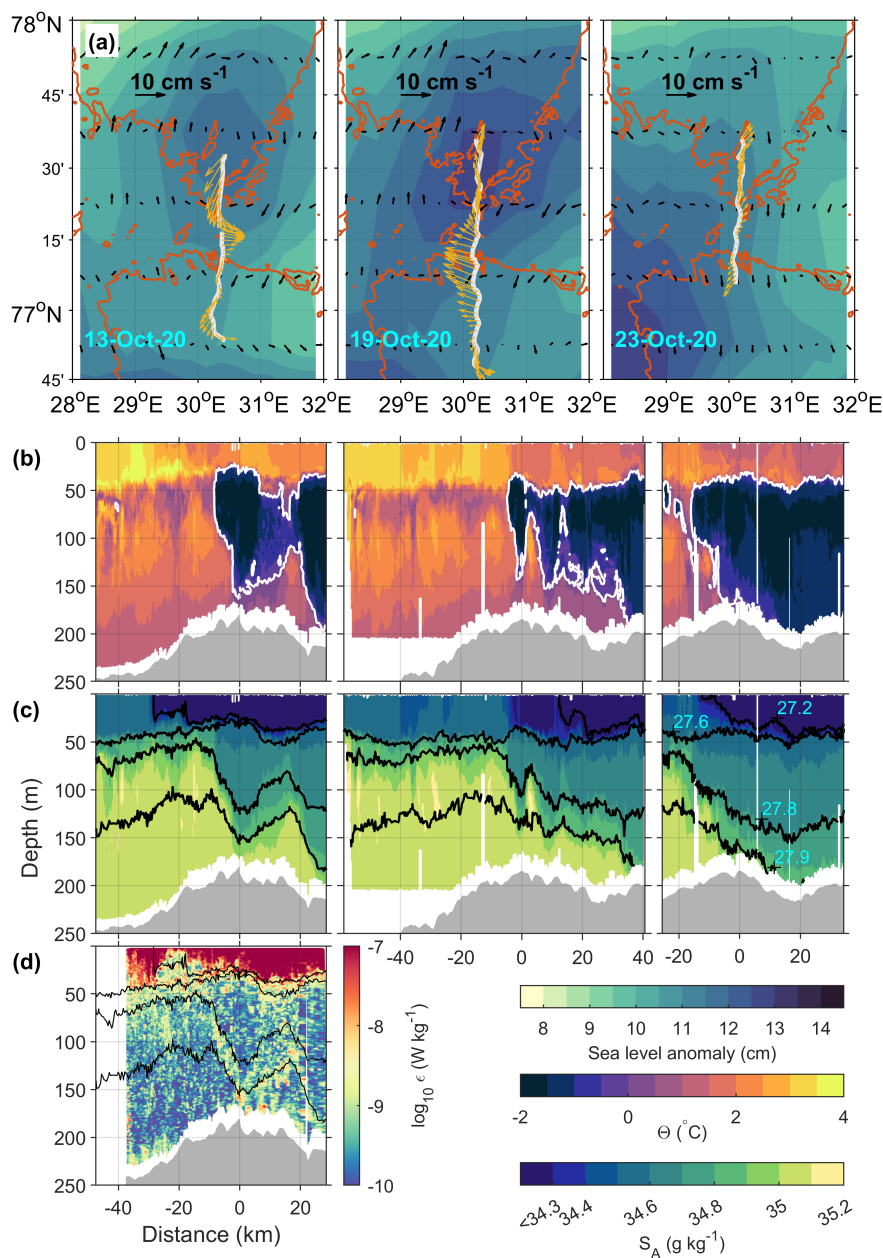 78°N
(a)
10 cm s⁻¹
10 cm s⁻¹
10 cm s⁻¹
45'
30'
15'
77°N
13-Oct-20
19-Oct-20
23-Oct-20
45'
28°E 29°E 30°E 31°E 32°E
28°E 29°E 30°E 31°E 32°E
28°E 29°E 30°E 31°E 32°E
(b)
0
50
100
150
200
250
(c)
0
50
100
150
200
250
Depth (m)
27.2
27.6
27.8
27.9
-40 -20 0 20 40
-20 0 20
(d)
0
50
100
150
200
250
-40 -20 0 20
Distance (km)
-7
-8
-9
-10
log₁₀ ϵ (W kg⁻¹)
8 9 10 11 12 13 14
Sea level anomaly (cm)
-2 0 2 4
Θ (°C)
<34.3 34.4 34.6 34.8 35 35.2
S_A (g kg⁻¹)